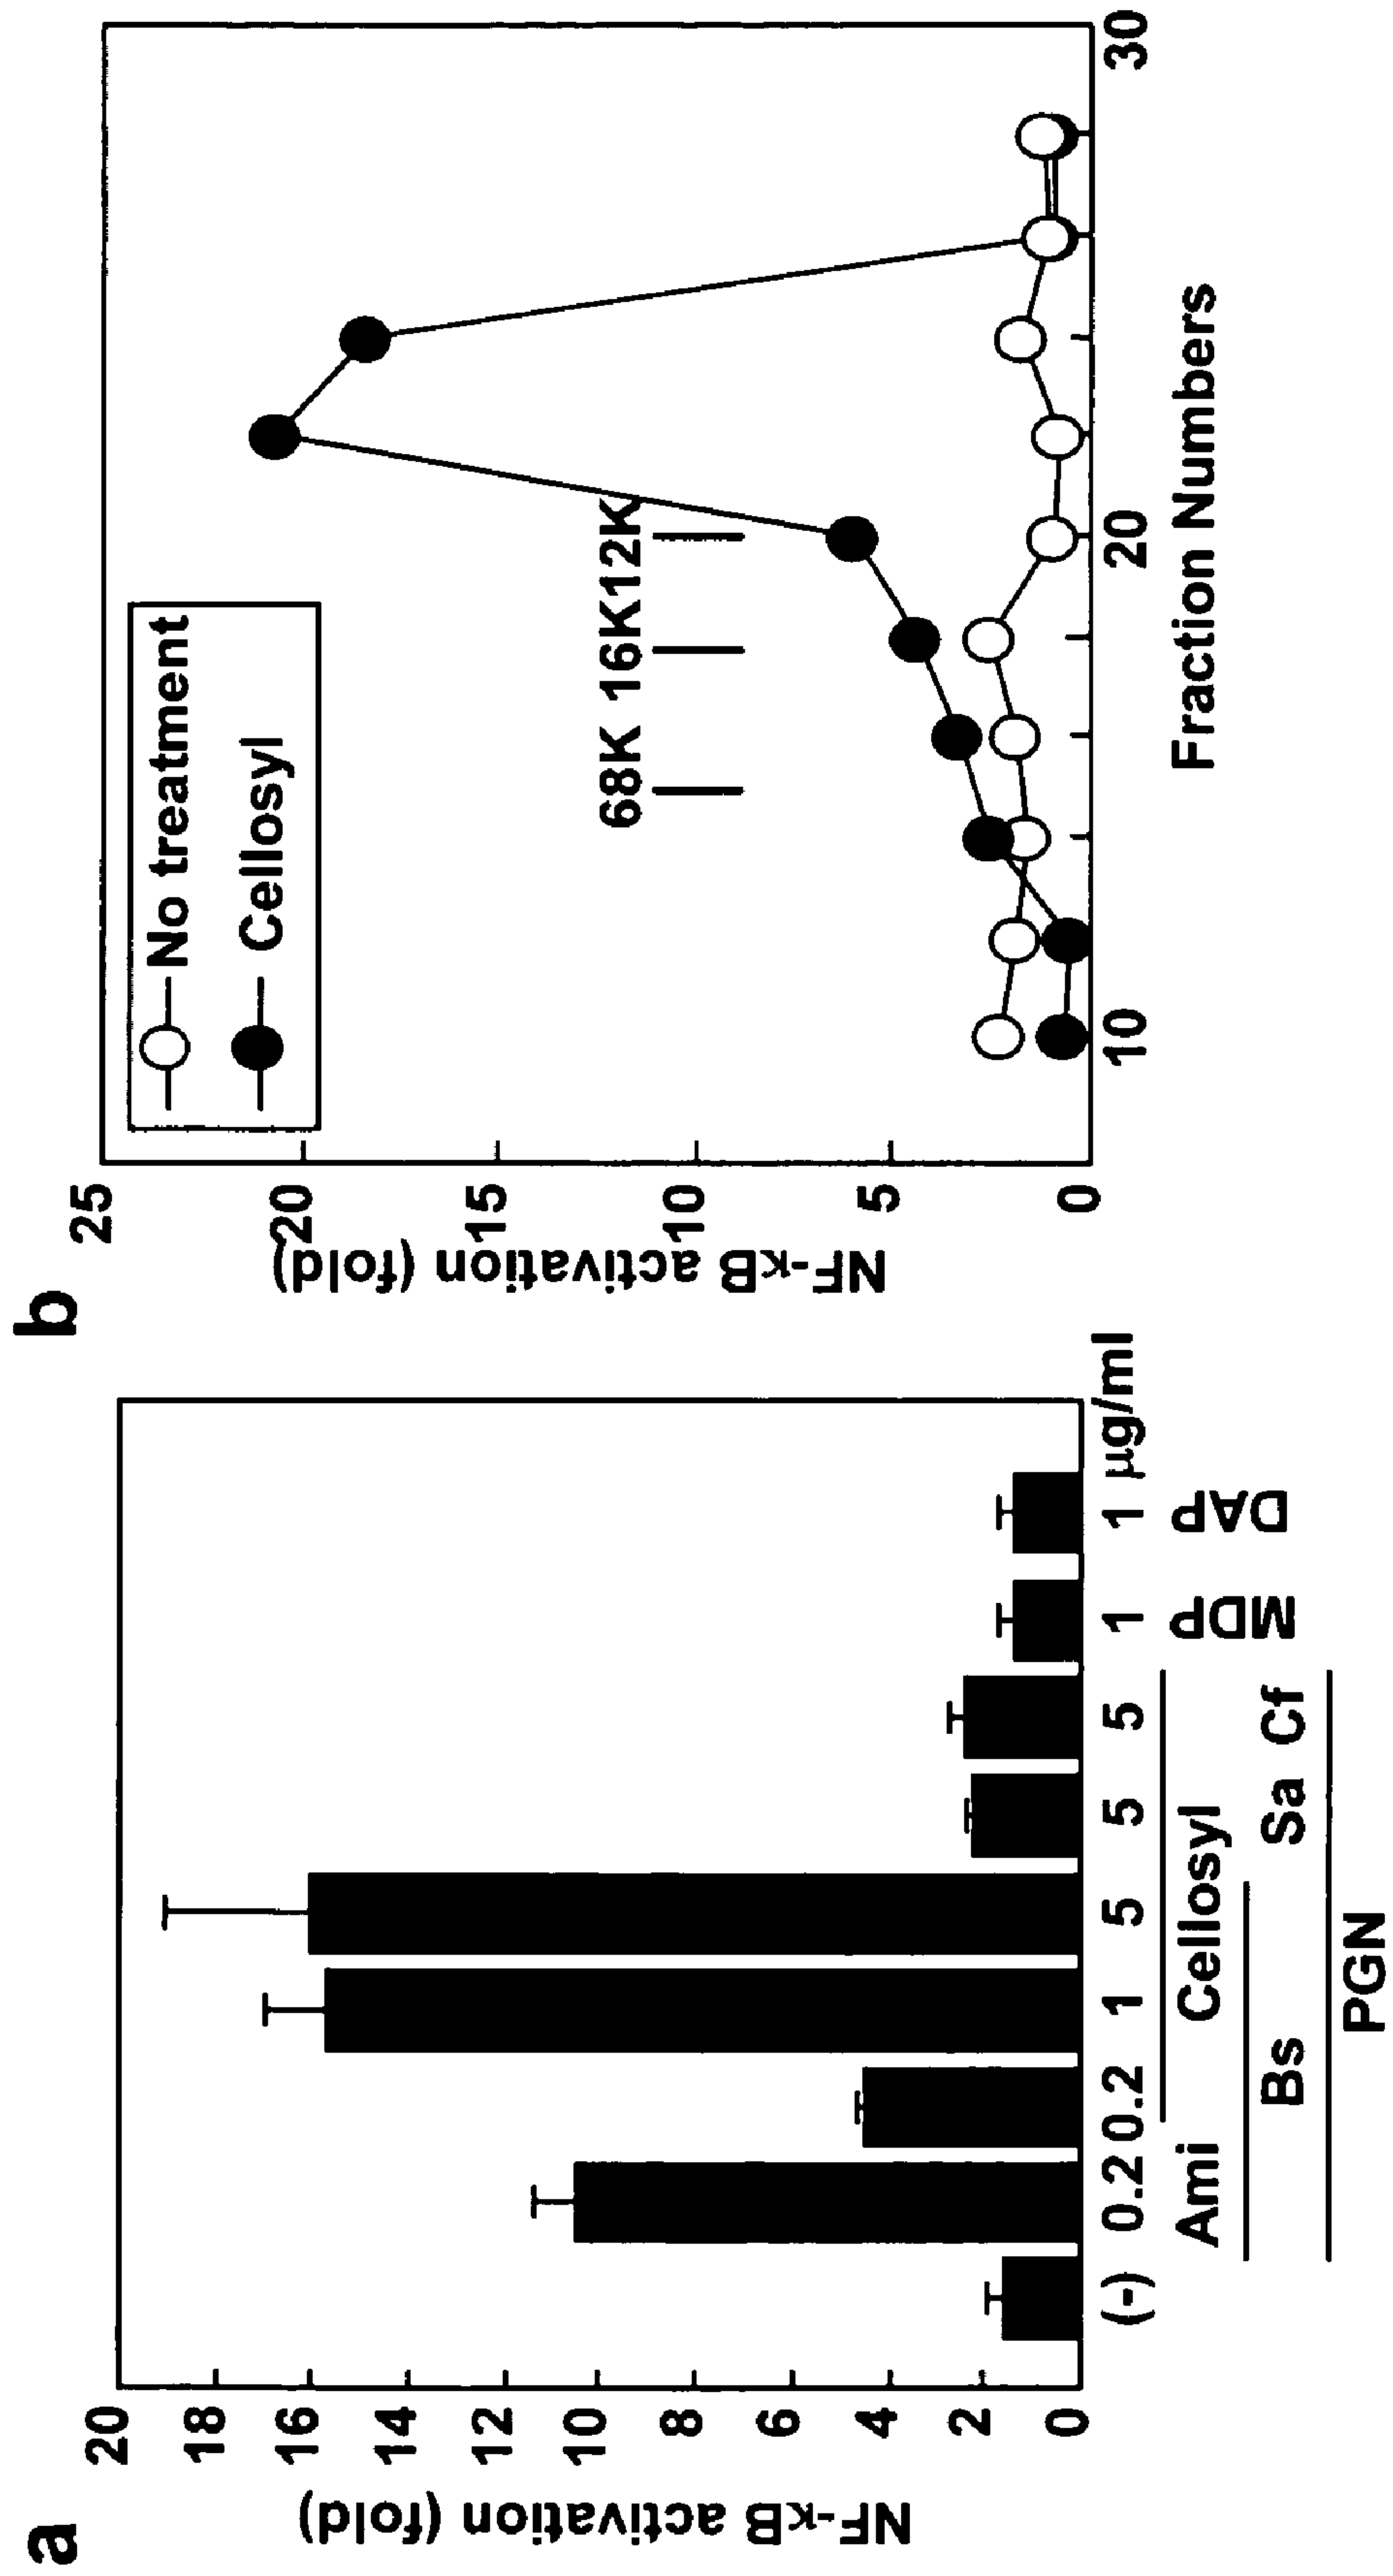 a
NF-κB activation (fold)
20
18
16
14
12
10
8
6
4
2
0
(-) 0.2 0.2 1 5 5 5 1 1 µg/ml
Ami Cellosyl MDP DAP
Bs Sa Cf
PGN
b
NF-κB activation (fold)
25
20
15
10
5
0
No treatment
Cellosyl
68K 16K 12K
10 20 30
Fraction Numbers